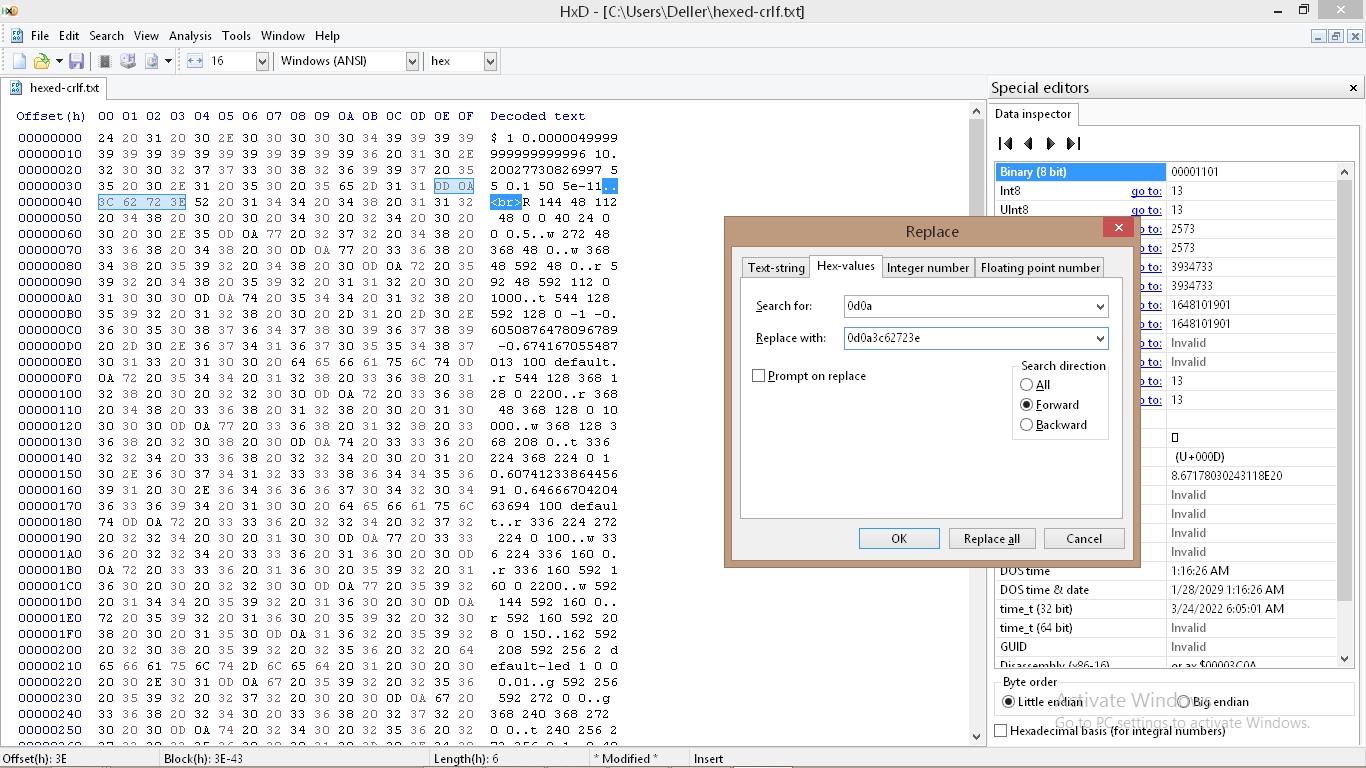 HxD - [C:\Users\Deller\hexed-crlf.txt]
File Edit Search View Analysis Tools Window Help
16 Windows (ANSI) hex
hexed-crlf.txt
Offset(h) 00 01 02 03 04 05 06 07 08 09 0A 0B 0C 0D 0E 0F Decoded text
00000000 24 20 31 20 30 2E 30 30 30 30 30 34 39 39 39 39 $ 1 0.0000049999
00000010 39 39 39 39 39 39 39 39 39 39 36 20 31 30 2E 999999999996 10.
00000020 32 30 30 32 37 37 33 30 38 32 36 39 39 37 20 35 20027730826997 5
00000030 35 20 30 2E 31 20 35 30 20 35 65 2D 31 31 0D 0A 5 0.1 50 5e-11..
00000040 3C 62 72 3E 52 20 31 34 34 20 34 38 20 31 31 32 <br>R 144 48 112
00000050 20 34 38 20 30 20 30 20 34 30 20 32 34 20 30 20 48 0 0 40 24 0
00000060 30 20 30 2E 35 0D 0A 77 20 32 37 32 20 34 38 20 0 0.5..w 272 48
00000070 33 36 38 20 34 38 20 30 0D 0A 77 20 33 36 38 20 368 48 0..w 368
00000080 34 38 20 35 39 32 20 34 38 20 30 0D 0A 72 20 35 48 592 48 0..r 5
00000090 39 32 20 34 38 20 35 39 32 20 31 31 32 20 30 20 92 48 592 112 0
000000A0 31 30 30 30 0D 0A 74 20 35 34 34 20 31 32 38 20 1000..t 544 128
000000B0 35 39 32 20 31 32 38 20 30 20 2D 31 20 2D 30 2E 592 128 0 -1 -0.
000000C0 36 30 35 30 38 37 36 34 37 38 30 39 36 37 38 39 6050876478096789
000000D0 20 2D 30 2E 36 37 34 31 36 37 30 35 35 34 38 37 -0.674167055487
000000E0 30 31 33 20 31 30 30 20 64 65 66 61 75 6C 74 0D 013 100 default.
000000F0 0A 72 20 35 34 34 20 31 32 38 20 33 36 38 20 31 .r 544 128 368 1
00000100 32 38 20 30 20 32 32 30 30 0D 0A 72 20 33 36 38 28 0 2200..r 368
00000110 20 34 38 20 33 36 38 20 31 32 38 20 30 20 31 30 48 368 128 0 10
00000120 30 30 30 0D 0A 77 20 33 36 38 20 31 32 38 20 33 000..w 368 128 3
00000130 36 38 20 32 30 38 20 30 0D 0A 74 20 33 33 36 20 68 208 0..t 336
00000140 32 32 34 20 33 36 38 20 32 32 34 20 30 20 31 20 224 368 224 0 1
00000150 30 2E 36 30 37 34 31 32 33 33 38 36 34 34 35 36 0.60741233864456
00000160 39 31 20 30 2E 36 34 36 36 36 37 30 34 32 30 34 91 0.64666704204
00000170 36 33 36 39 34 20 31 30 30 20 64 65 66 61 75 6C 63694 100 defaul
00000180 74 0D 0A 72 20 33 33 36 20 32 32 34 20 32 37 32 t..r 336 224 272
00000190 20 32 32 34 20 30 20 31 30 30 0D 0A 77 20 33 33 224 0 100..w 33
000001A0 36 20 32 32 34 20 33 33 36 20 31 36 30 20 30 0D 6 224 336 160 0.
000001B0 0A 72 20 33 33 36 20 31 36 30 20 35 39 32 20 31 .r 336 160 592 1
000001C0 36 30 20 30 20 32 32 30 30 0D 0A 77 20 35 39 32 60 0 2200..w 592
000001D0 20 31 34 34 20 35 39 32 20 31 36 30 20 30 0D 0A 144 592 160 0..
000001E0 72 20 35 39 32 20 31 36 30 20 35 39 32 20 32 30 r 592 160 592 20
000001F0 38 20 30 20 31 35 30 0D 0A 31 36 32 20 35 39 32 8 0 150..162 592
00000200 20 32 30 38 20 35 39 32 20 32 35 36 20 32 20 64 208 592 256 2 d
00000210 65 66 61 75 6C 74 2D 6C 65 64 20 31 20 30 20 30 efault-led 1 0 0
00000220 20 30 2E 30 31 0D 0A 67 20 35 39 32 20 32 35 36 0.01..g 592 256
00000230 20 35 39 32 20 32 37 32 20 30 20 30 0D 0A 67 20 592 272 0 0..g
00000240 33 36 38 20 32 34 30 20 33 36 38 20 32 37 32 20 368 240 368 272
00000250 30 20 30 0D 0A 74 20 32 34 30 20 32 35 36 20 32 0 0..t 240 256 2
Special editors
Data inspector
Binary (8 bit) 00001101
Int8 go to: 13
UInt8 go to: 13
go to: 2573
go to: 2573
go to: 3934733
go to: 3934733
go to: 1648101901
go to: 1648101901
go to: Invalid
go to: Invalid
go to: 13
go to: 13
(U+000D)
8.67178030243118E20
Invalid
Invalid
Invalid
Invalid
DOS time 1:16:26 AM
DOS time & date 1/28/2029 1:16:26 AM
time_t (32 bit) 3/24/2022 6:05:01 AM
time_t (64 bit) Invalid
GUID Invalid
Disassembly (x86-16) or ax,$00003C0A
Byte order
Little endian Big endian
Hexadecimal basis (for integral numbers)
Activate Windows
Go to PC settings to activate Windows.
Replace
Text-string Hex-values Integer number Floating point number
Search for: 0d0a
Replace with: 0d0a3c62723e
Prompt on replace
Search direction
All
Forward
Backward
OK Replace all Cancel
Offset(h): 3E Block(h): 3E-43 Length(h): 6 * Modified * Insert